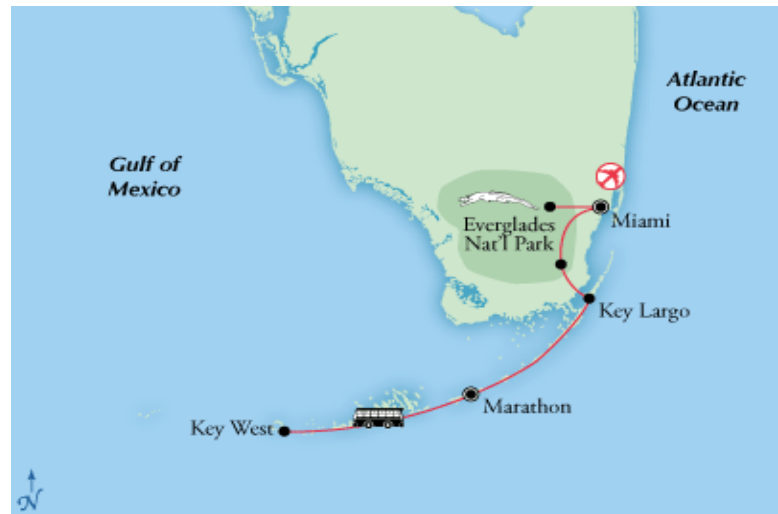 Atlantic
Ocean
Gulf of
Mexico
Everglades
Nat'l Park
Miami
Key Largo
Marathon
Key West
N